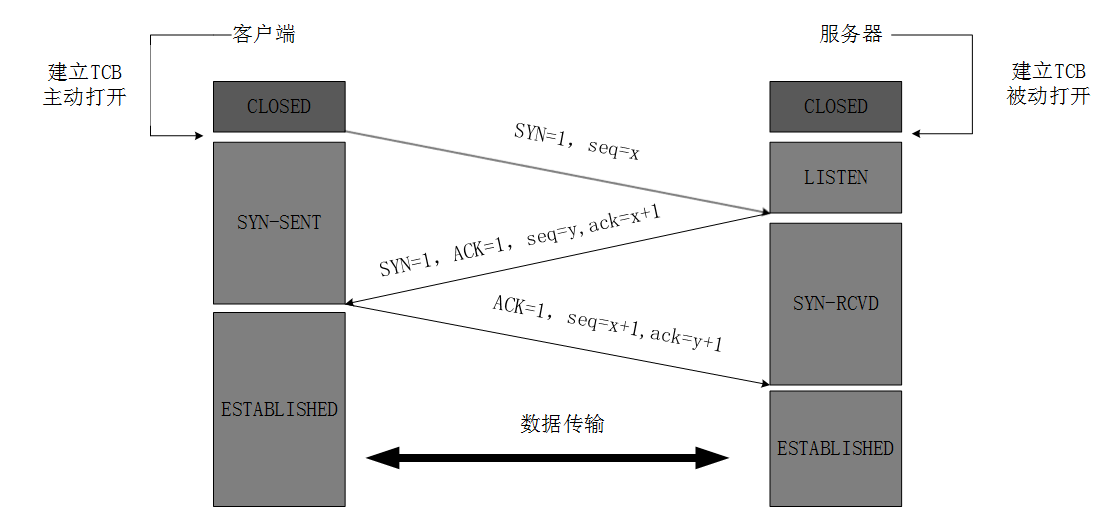 客户端
服务器
建立TCB
主动打开
建立TCB
被动打开
CLOSED
CLOSED
SYN=1, seq=x
LISTEN
SYN-SENT
SYN=1, ACK=1, seq=y,ack=x+1
SYN-RCVD
ACK=1, seq=x+1,ack=y+1
ESTABLISHED
数据传输
ESTABLISHED